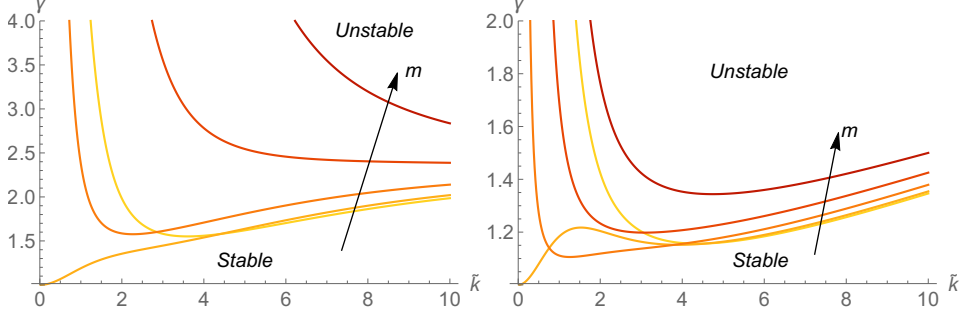 γ
4.0
3.5
3.0
2.5
2.0
1.5
0 2 4 6 8 10
k̃
Unstable
m
Stable
γ
2.0
1.8
1.6
1.4
1.2
0 2 4 6 8 10
k̃
Unstable
m
Stable